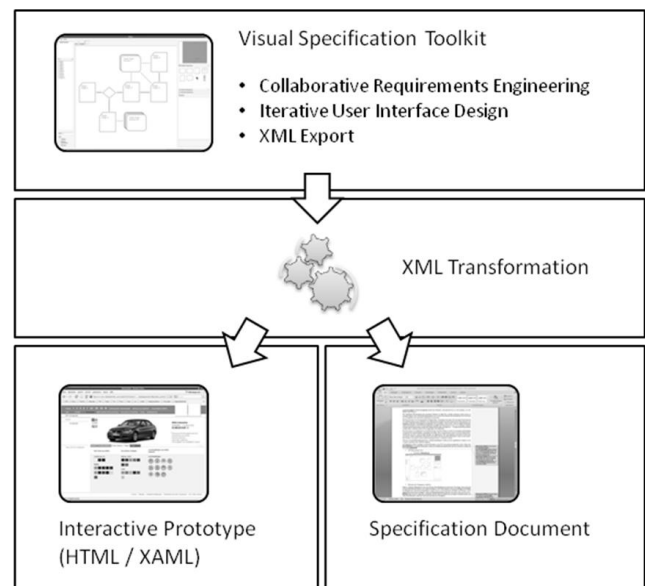 Visual Specification Toolkit
• Collaborative Requirements Engineering
• Iterative User Interface Design
• XML Export
XML Transformation
Interactive Prototype
(HTML / XAML)
Specification Document